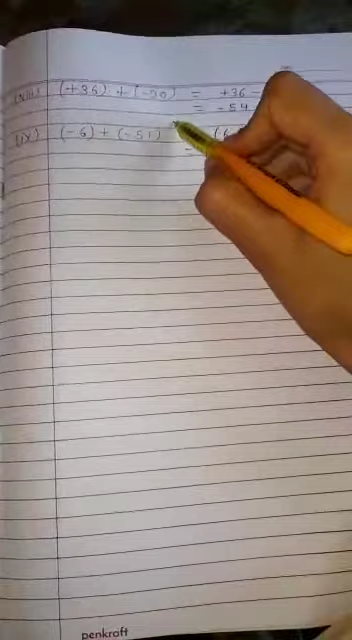 (viii) (+36) + (-90) = +36 -
= -54
(ix) (-6) + (-51) (6
penkraft